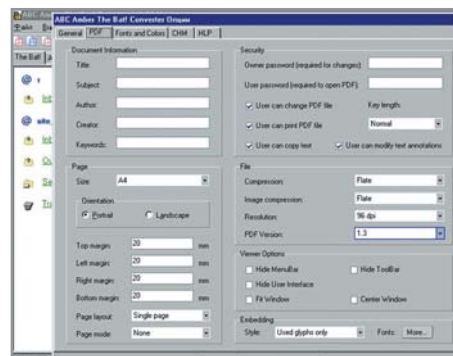 ABC Amber The Bat! Converter Опции
General PDF Fonts and Colors CHM HLP
The Bat!
Document Information
Title:
Subject:
Author:
Creator:
Keywords:
Security
Owner password (required for changes):
User password (required to open PDF):
User can change PDF file Key length:
User can print PDF file Normal
User can copy text User can modify text annotations
Page
Size: A4
Orientation
Portrait Landscape
Top margin: 20 mm
Left margin: 20 mm
Right margin: 20 mm
Bottom margin: 20 mm
Page layout: Single page
Page mode: None
File
Compression: Flate
Image compression: Flate
Resolution: 96 dpi
PDF Version: 1.3
Viewer Options
Hide MenuBar Hide ToolBar
Hide User Interface
Fit Window Center Window
Embedding
Style: Used glyphs only Fonts: More...